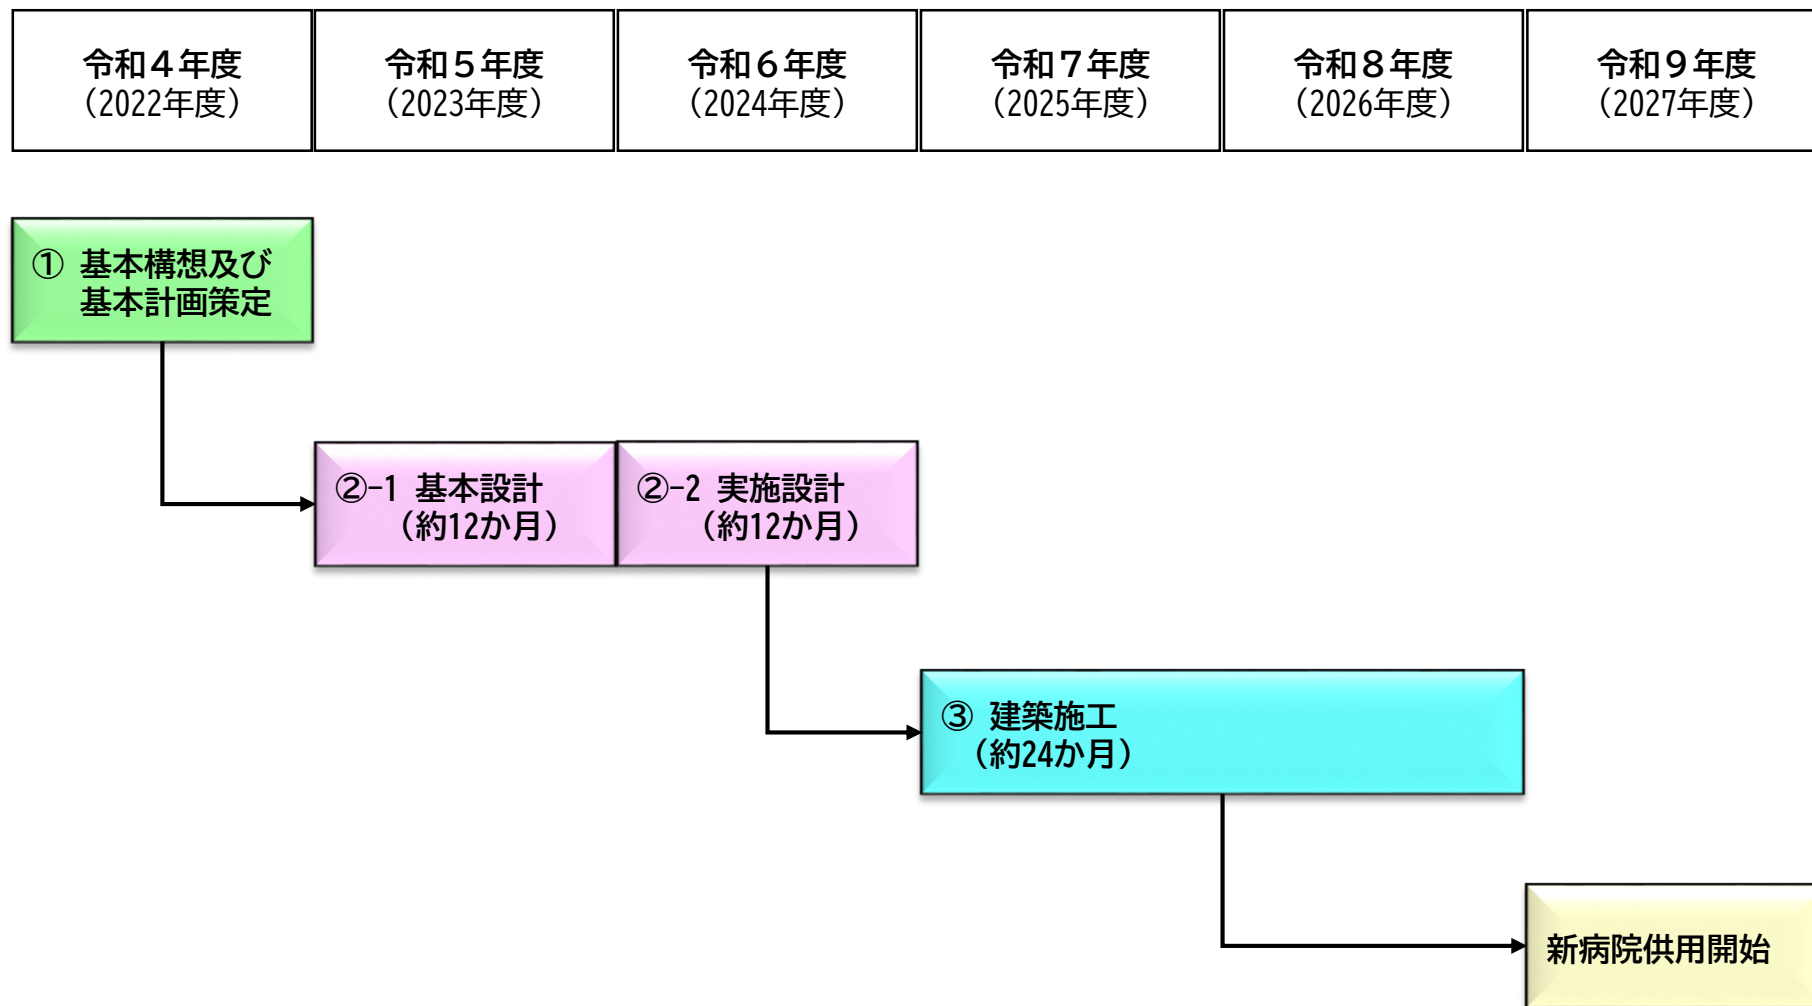 令和４年度
（2022年度）
令和５年度
（2023年度）
令和６年度
（2024年度）
令和７年度
（2025年度）
令和８年度
（2026年度）
令和９年度
（2027年度）
① 基本構想及び
基本計画策定
②-1 基本設計
（約12か月）
②-2 実施設計
（約12か月）
③ 建築施工
（約24か月）
新病院供用開始